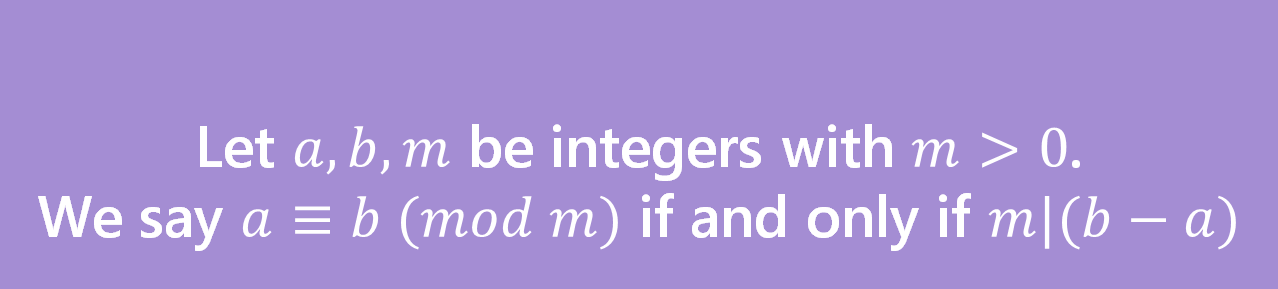 Let a, b, m be integers with m > 0.
We say a ≡ b (mod m) if and only if m|(b − a)